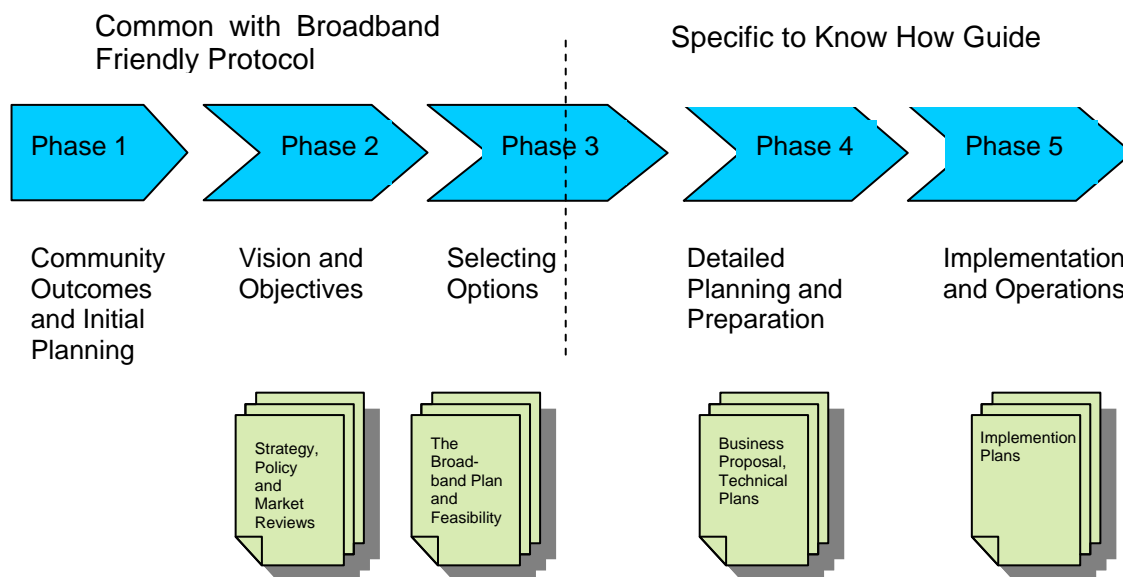 Common with Broadband
Friendly Protocol
Specific to Know How Guide
Phase 1
Phase 2
Phase 3
Phase 4
Phase 5
Community
Outcomes
and Initial
Planning
Vision and
Objectives
Selecting
Options
Detailed
Planning and
Preparation
Implementation
and Operations
Strategy,
Policy
and
Market
Reviews
The
Broad-
band Plan
and
Feasibility
Business
Proposal,
Technical
Plans
Implemention
Plans